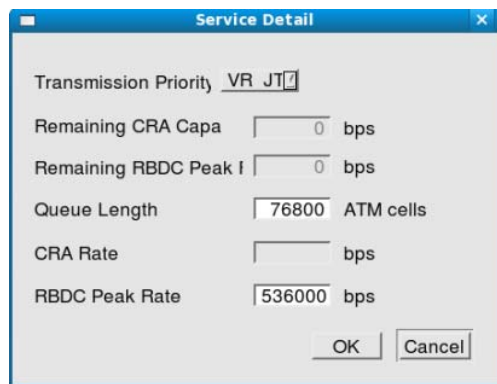 Service Detail
Transmission Priority VR JT
Remaining CRA Capa 0 bps
Remaining RBDC Peak 0 bps
Queue Length 76800 ATM cells
CRA Rate bps
RBDC Peak Rate 536000 bps
OK Cancel